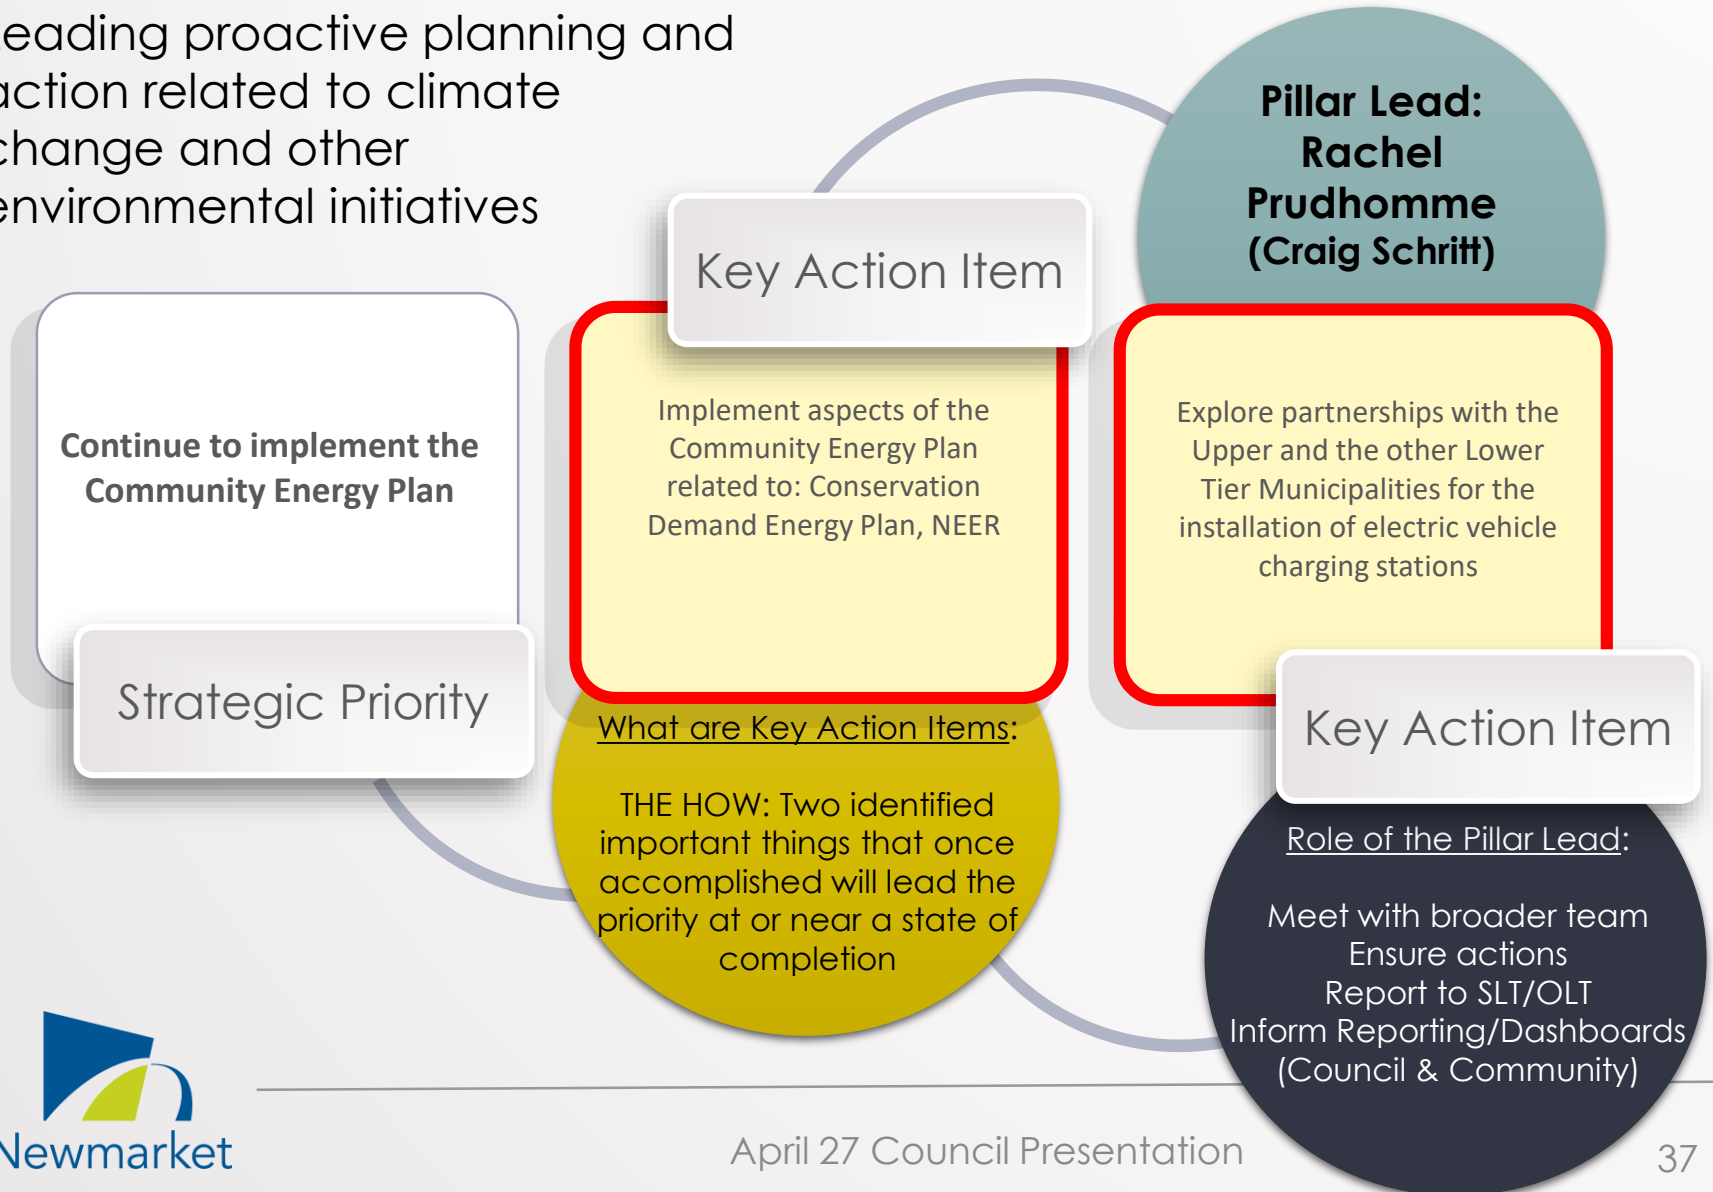 Leading proactive planning and
action related to climate
change and other
environmental initiatives
Pillar Lead:
Rachel
Prudhomme
(Craig Schritt)
Continue to implement the
Community Energy Plan
Strategic Priority
Key Action Item
Implement aspects of the
Community Energy Plan
related to: Conservation
Demand Energy Plan, NEER
What are Key Action Items:
THE HOW: Two identified
important things that once
accomplished will lead the
priority at or near a state of
completion
Explore partnerships with the
Upper and the other Lower
Tier Municipalities for the
installation of electric vehicle
charging stations
Key Action Item
Role of the Pillar Lead:
Meet with broader team
Ensure actions
Report to SLT/OLT
Inform Reporting/Dashboards
(Council & Community)
Newmarket
April 27 Council Presentation
37